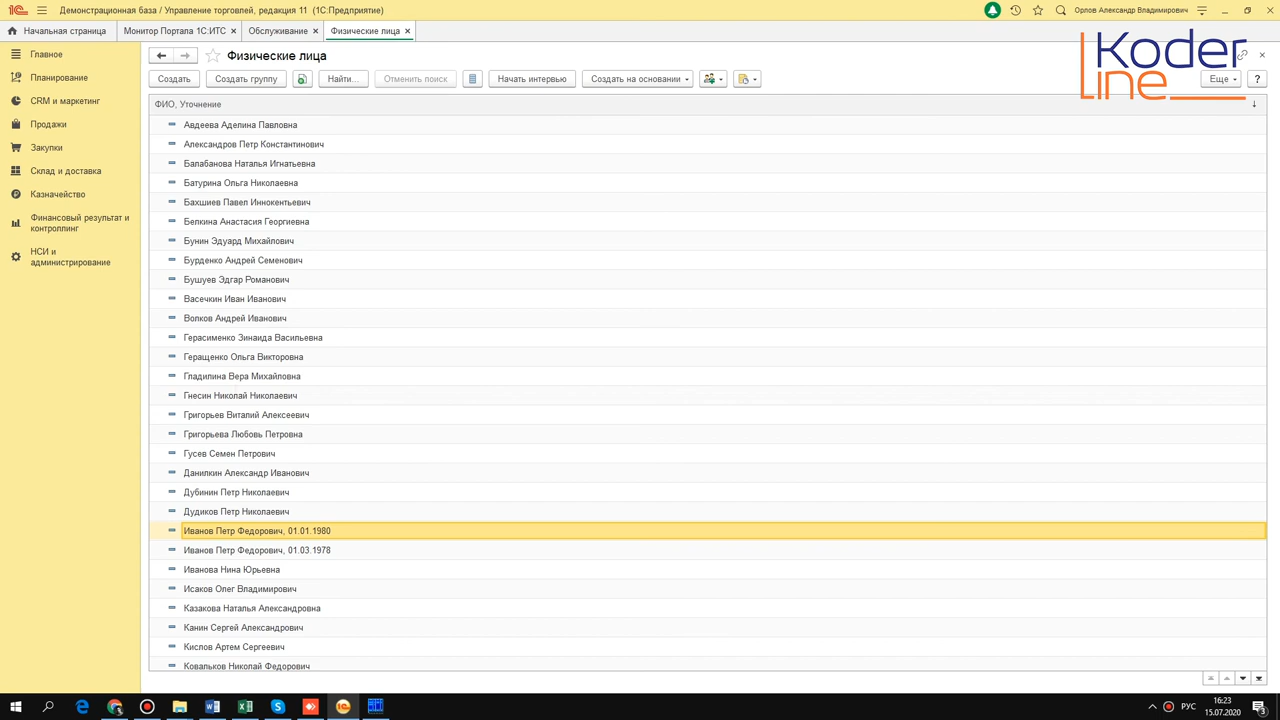 Демонстрационная база / Управление торговлей, редакция 11 (1С:Предприятие)
Орлов Александр Владимирович
Начальная страница
Монитор Портала 1С:ИТС ×
Обслуживание ×
Физические лица ×
Koder
line
Главное
Планирование
CRM и маркетинг
Продажи
Закупки
Склад и доставка
Казначейство
Финансовый результат и
контроллинг
НСИ и
администрирование
Физические лица
Создать
Создать группу
Найти...
Отменить поиск
Начать интервью
Создать на основании
Еще
?
ФИО, Уточнение
Авдеева Аделина Павловна
Александров Петр Константинович
Балабанова Наталья Игнатьевна
Батурина Ольга Николаевна
Бахшиев Павел Иннокентьевич
Белкина Анастасия Георгиевна
Бунин Эдуард Михайлович
Бурденко Андрей Семенович
Бушуев Эдгар Романович
Васечкин Иван Иванович
Волков Андрей Иванович
Герасименко Зинаида Васильевна
Геращенко Ольга Викторовна
Гладилина Вера Михайловна
Гнесин Николай Николаевич
Григорьев Виталий Алексеевич
Григорьева Любовь Петровна
Гусев Семен Петрович
Данилкин Александр Иванович
Дубинин Петр Николаевич
Дудиков Петр Николаевич
Иванов Петр Федорович, 01.01.1980
Иванов Петр Федорович, 01.03.1978
Иванова Нина Юрьевна
Исаков Олег Владимирович
Казакова Наталья Александровна
Канин Сергей Александрович
Кислов Артем Сергеевич
Ковальков Николай Федорович
РУС
16:23
15.07.2020
3